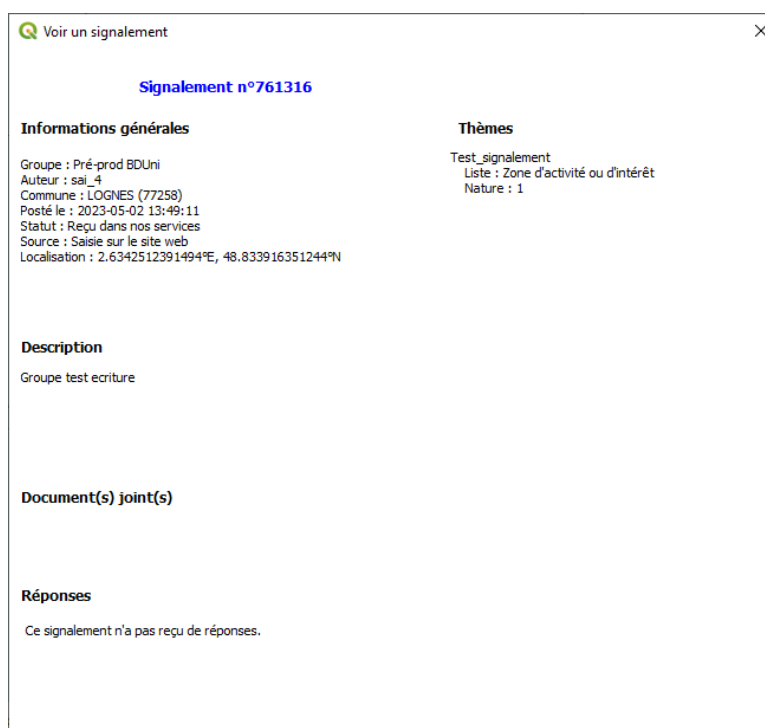 Voir un signalement
Signalement n°761316
Informations générales
Groupe : Pré-prod BDUni
Auteur : sai_4
Commune : LOGNES (77258)
Posté le : 2023-05-02 13:49:11
Statut : Reçu dans nos services
Source : Saisie sur le site web
Localisation : 2.6342512391494°E, 48.833916351244°N
Thèmes
Test_signalement
Liste : Zone d'activité ou d'intérêt
Nature : 1
Description
Groupe test ecriture
Document(s) joint(s)
Réponses
Ce signalement n'a pas reçu de réponses.